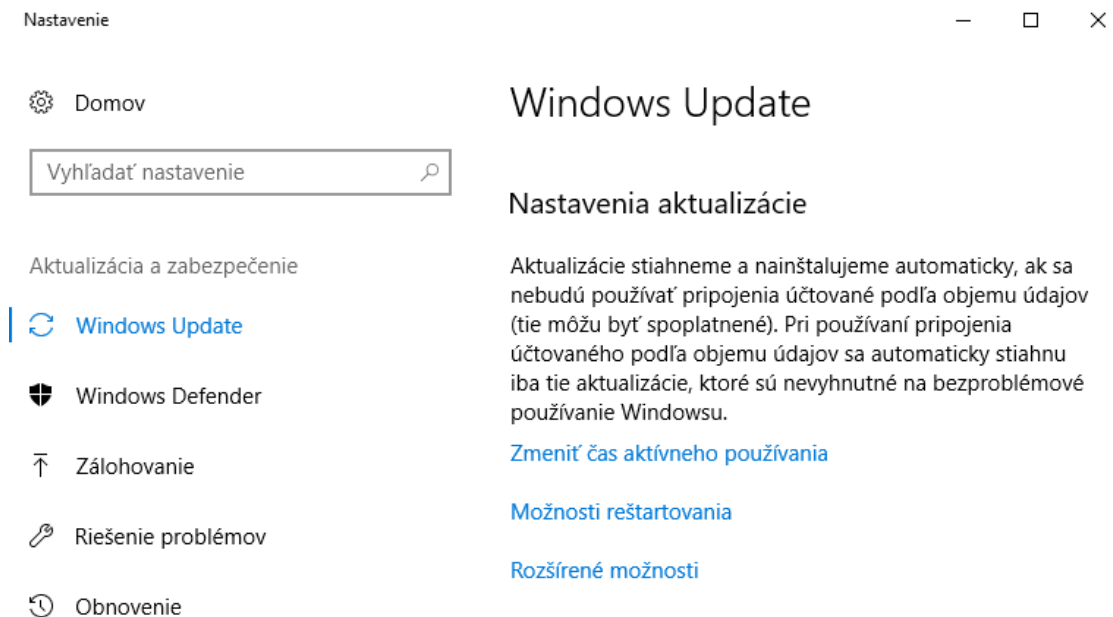 Nastavenie
Domov
Vyhľadať nastavenie
Aktualizácia a zabezpečenie
Windows Update
Windows Defender
Zálohovanie
Riešenie problémov
Obnovenie
Windows Update
Nastavenia aktualizácie
Aktualizácie stiahneme a nainštalujeme automaticky, ak sa
nebudú používať pripojenia účtované podľa objemu údajov
(tie môžu byť spoplatnené). Pri používaní pripojenia
účtovaného podľa objemu údajov sa automaticky stiahnu
iba tie aktualizácie, ktoré sú nevyhnutné na bezproblémové
používanie Windowsu.
Zmeniť čas aktívneho používania
Možnosti reštartovania
Rozšírené možnosti